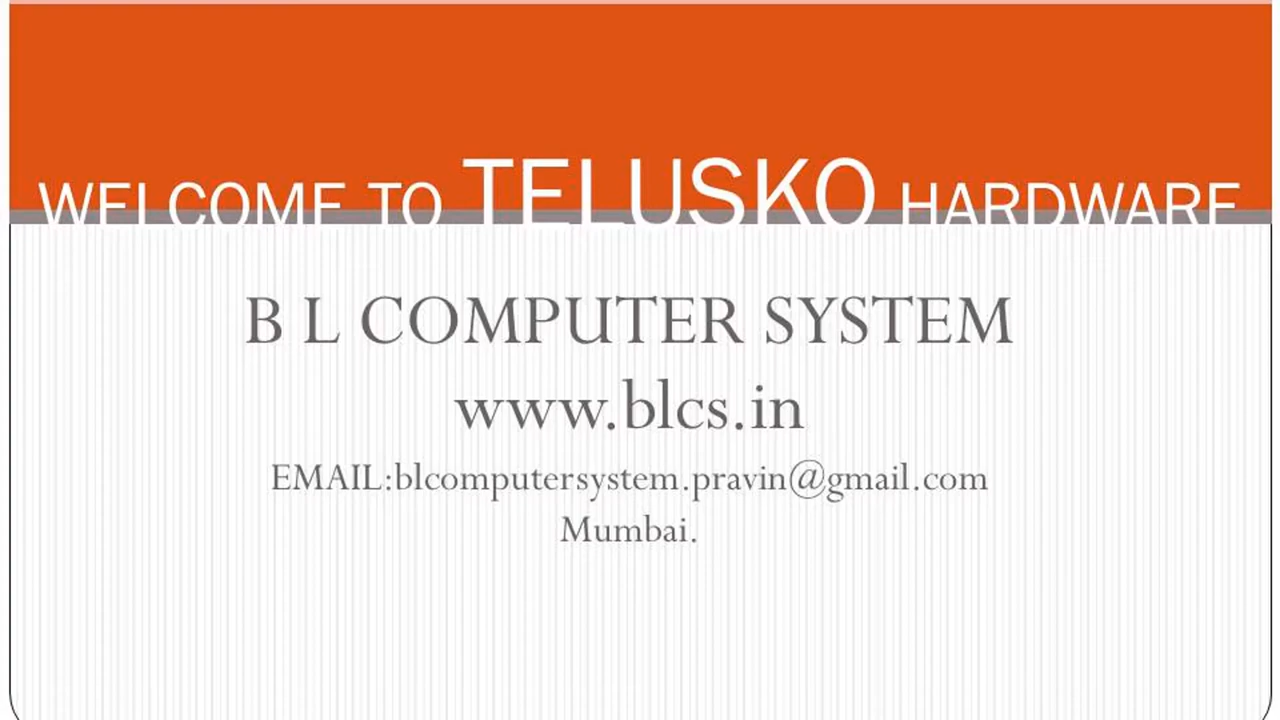 WELCOME TO TELUSKO HARDWARE
B L COMPUTER SYSTEM
www.blcs.in
EMAIL:blcomputersystem.pravin@gmail.com
Mumbai.